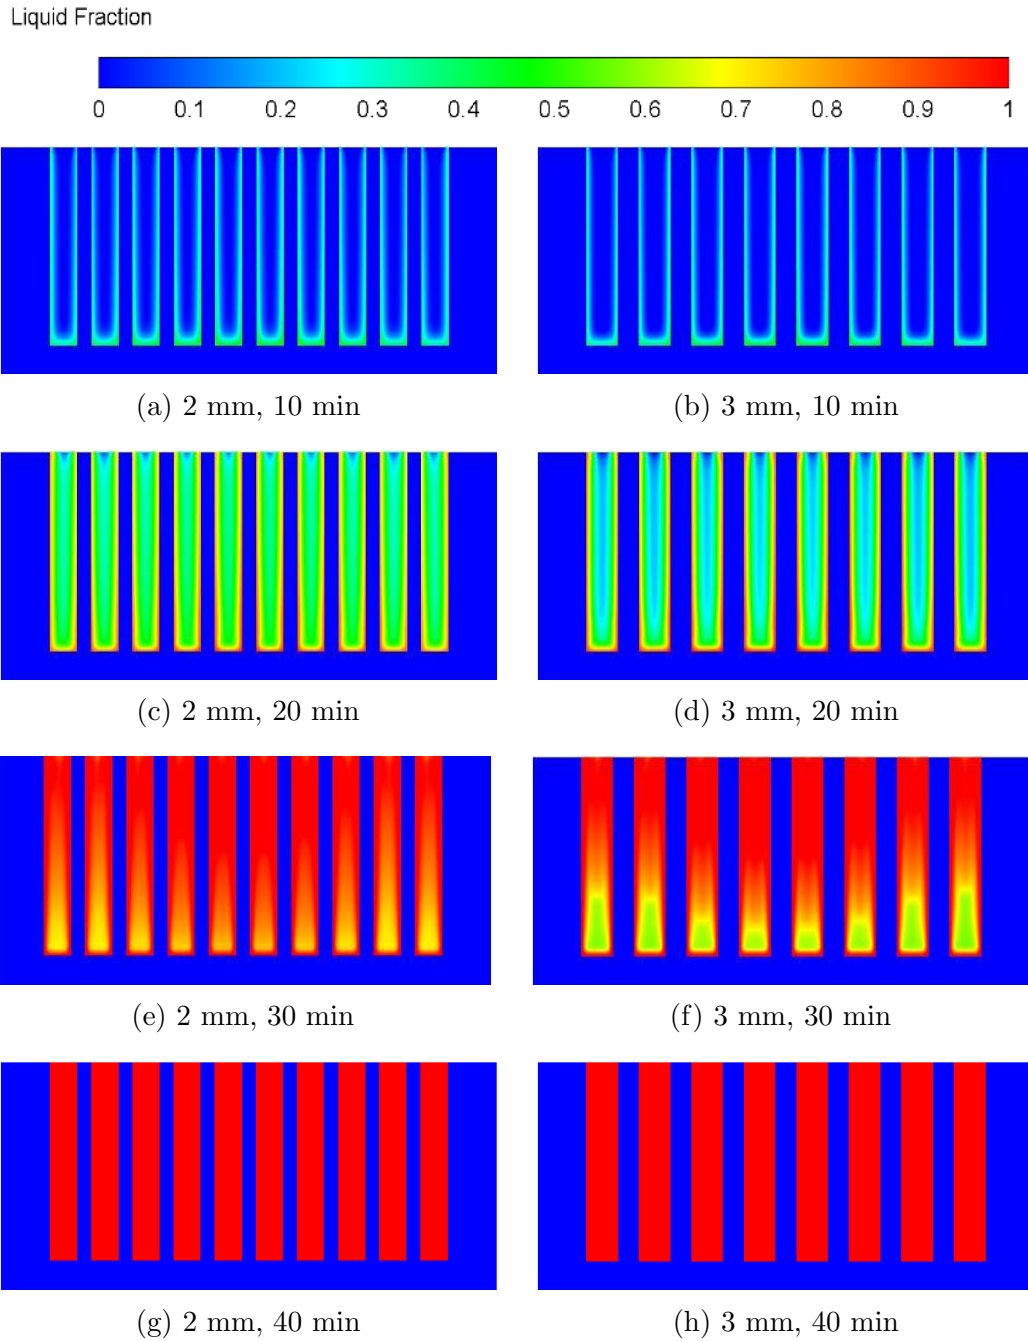 Liquid Fraction
0 0.1 0.2 0.3 0.4 0.5 0.6 0.7 0.8 0.9 1
(a) 2 mm, 10 min
(b) 3 mm, 10 min
(c) 2 mm, 20 min
(d) 3 mm, 20 min
(e) 2 mm, 30 min
(f) 3 mm, 30 min
(g) 2 mm, 40 min
(h) 3 mm, 40 min